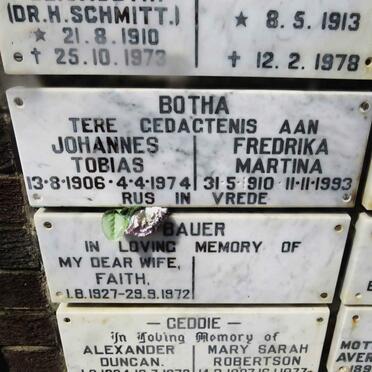 (DR.H.SCHMITT.)
★ 21.8.1910
† 25.10.1973
★ 8.5.1913
† 12.2.1978
BOTHA
TERE GEDACTENIS AAN
JOHANNES
TOBIAS
13·8·1906·4·4·1974
FREDRIKA
MARTINA
31·5·1910 11·11·1993
RUS IN VREDE
BAUER
IN LOVING MEMORY OF
MY DEAR WIFE,
FAITH,
1.8.1927-29.9.1972
— GEDDIE —
In Loving Memory of
ALEXANDER
DUNCAN.
MARY SARAH
ROBERTSON